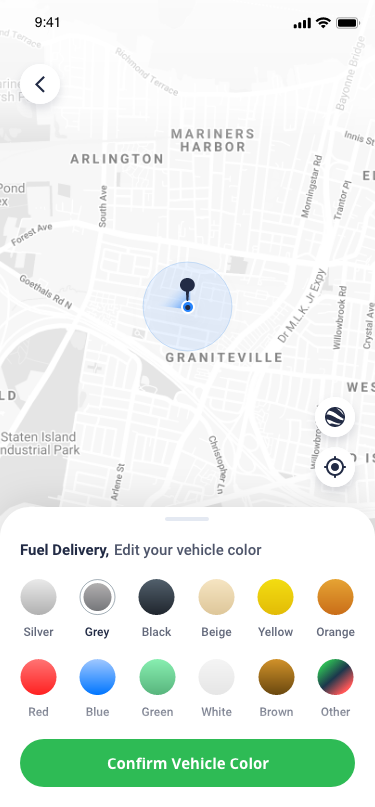 9:41
nd Terrace
Richmond Terrace
Bayonne Bridge
MARINERS
HARBOR
Innis St
ARLINGTON
Morningstar Rd
Trantor Pl
Pond
South Ave
Forest Ave
Goethals Rd N
Dr M.L.K. Jr Expy
Willowbrook Rd
Crystal Ave
GRANITEVILLE
WES
LD
Staten Island
ndustrial Park
Christopher Ln
Arlene St
Willowbro
D IS
Fuel Delivery, Edit your vehicle color
Silver
Grey
Black
Beige
Yellow
Orange
Red
Blue
Green
White
Brown
Other
Confirm Vehicle Color